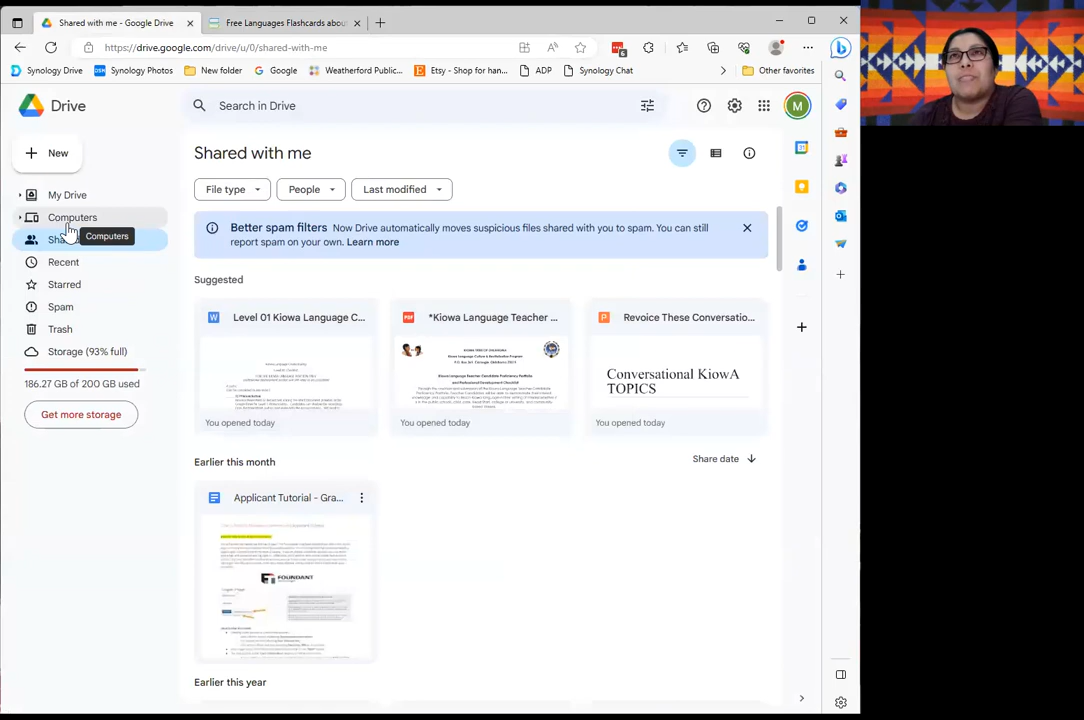 Shared with me - Google Drive
Free Languages Flashcards abou
https://drive.google.com/drive/u/0/shared-with-me
Synology Drive
DSM Synology Photos
New folder
Google
Weatherford Public...
Etsy - Shop for han...
ADP
Synology Chat
Other favorites
Drive
Search in Drive
M
New
Shared with me
My Drive
File type
People
Last modified
Computers
Computers
Sha
Better spam filters Now Drive automatically moves suspicious files shared with you to spam. You can still
report spam on your own. Learn more
Recent
Starred
Spam
Trash
Storage (93% full)
186.27 GB of 200 GB used
Get more storage
Suggested
Level 01 Kiowa Language C...
*Kiowa Language Teacher ...
Revoice These Conversatio...
Conversational KiowA
TOPICS
You opened today
You opened today
You opened today
Earlier this month
Share date
Applicant Tutorial - Gra...
FOUNDANT
Earlier this year